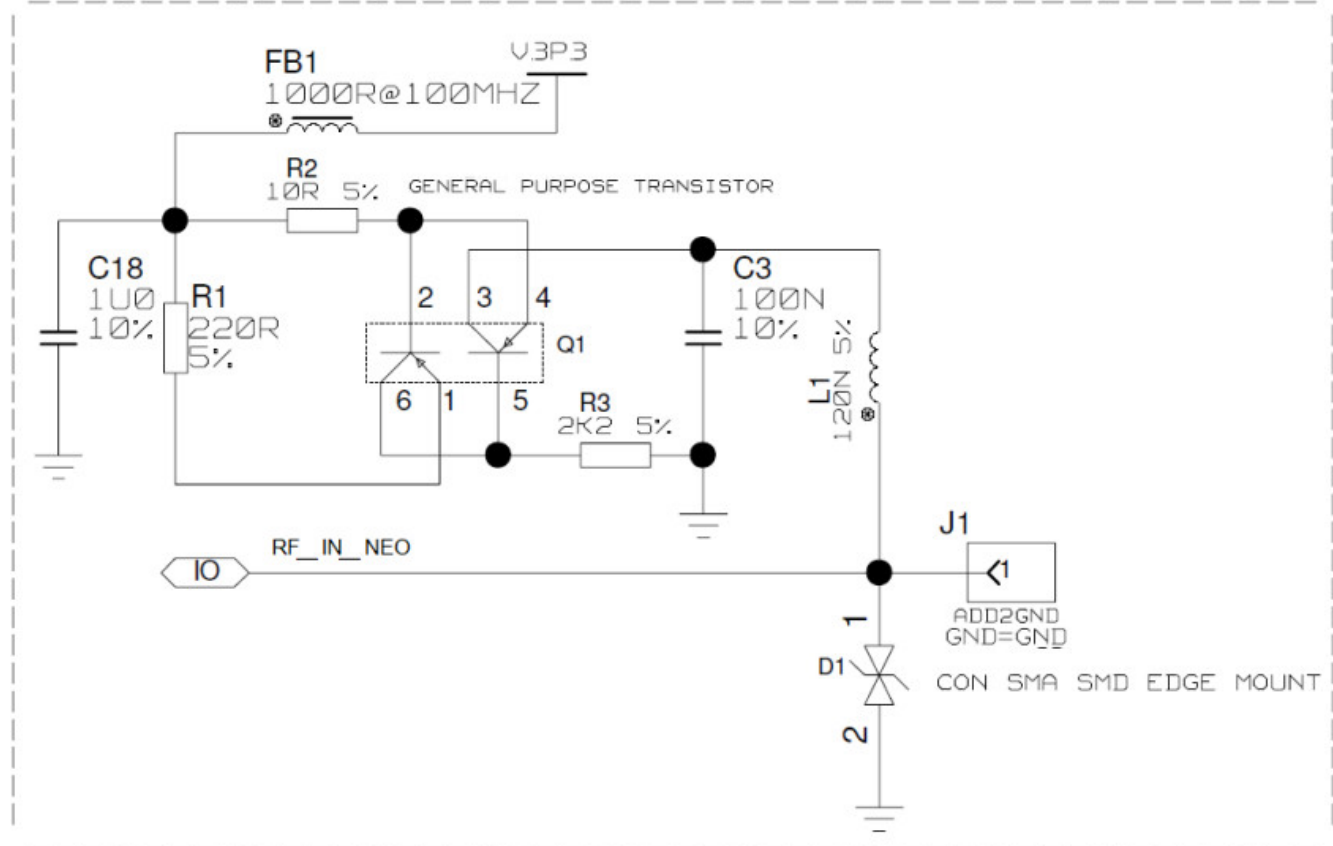 V3P3
FB1
1000R@100MHZ
R2
10R 5%
GENERAL PURPOSE TRANSISTOR
C18
1U0
10%
R1
220R
5%
2 3 4
Q1
6 1 5
C3
100N
10%
L1
120N 5%
R3
2K2 5%
RF_IN_NEO
IO
J1
1
ADD2GND
GND=GND
1
D1
CON SMA SMD EDGE MOUNT
2